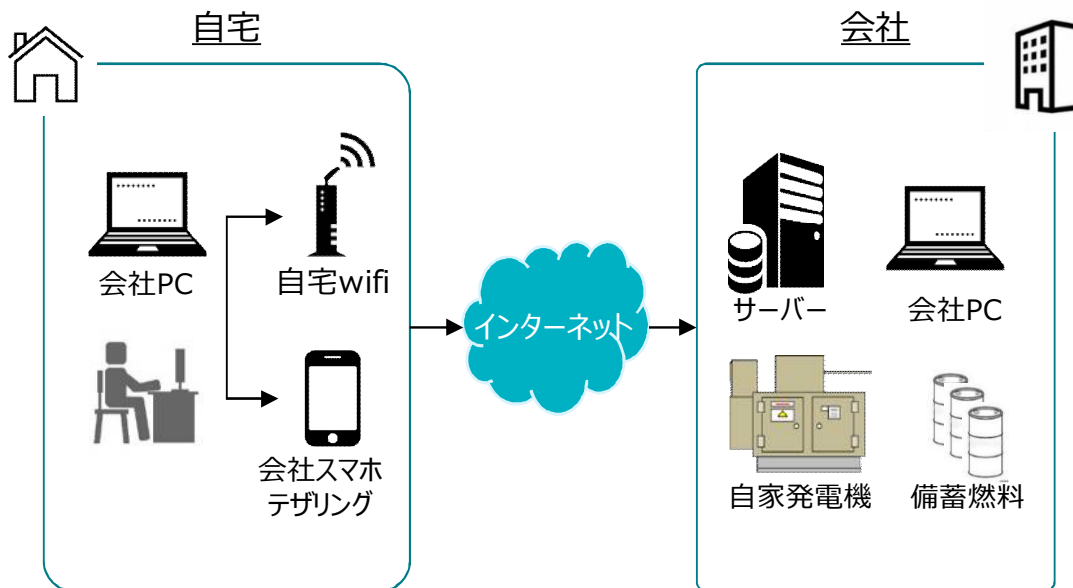 自宅
会社
会社PC
自宅wifi
会社スマホ
テザリング
インターネット
サーバー
会社PC
自家発電機
備蓄燃料